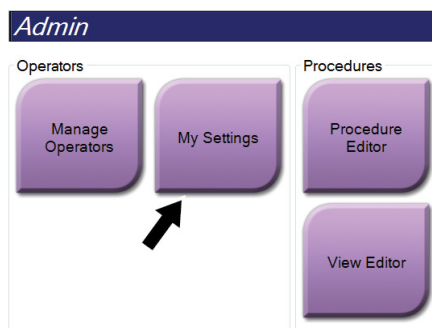 Admin
Operators
Procedures
Manage
Operators
My Settings
Procedure
Editor
View Editor